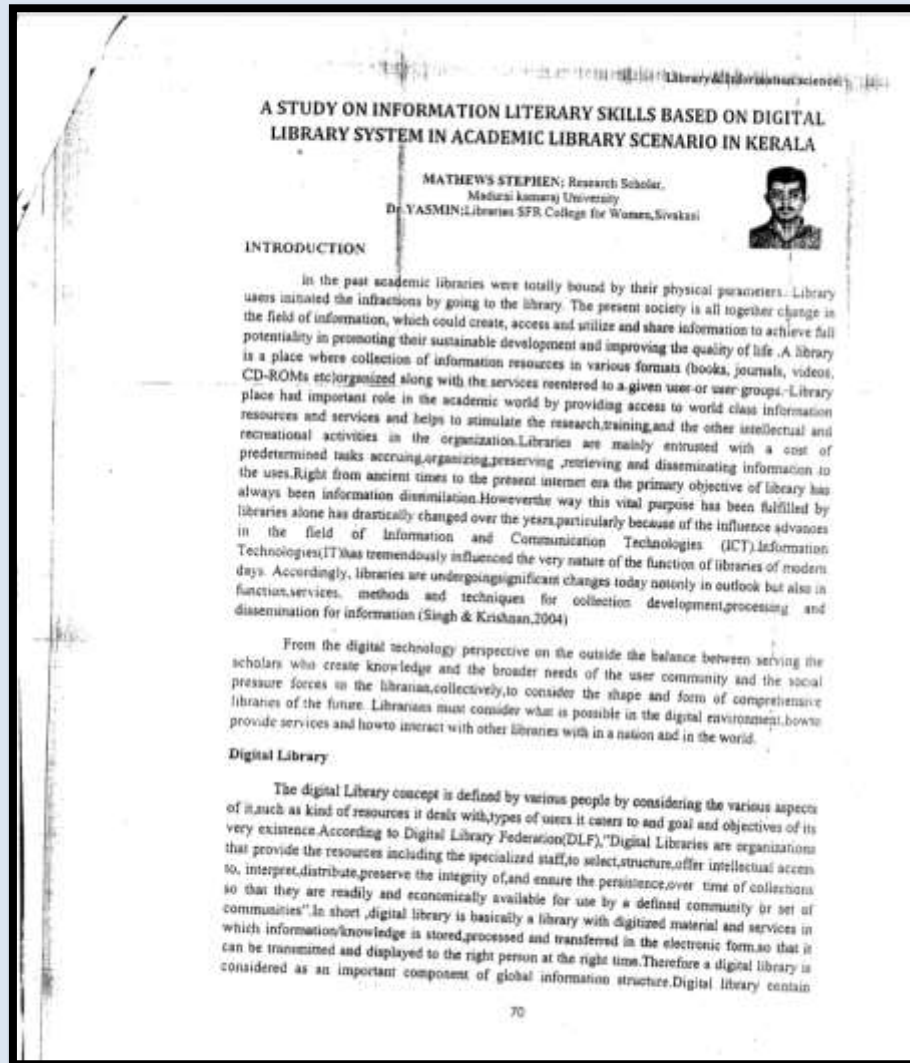 Library & Information science
A STUDY ON INFORMATION LITERARY SKILLS BASED ON DIGITAL
LIBRARY SYSTEM IN ACADEMIC LIBRARY SCENARIO IN KERALA
MATHEWS STEPHEN; Research Scholar,
Madurai kamaraj University
Dr.YASMIN;Libraries SFR College for Women,Sivakasi
INTRODUCTION
In the past academic libraries were totally bound by their physical parameters. Library
users initiated the infractions by going to the library. The present society is all together change in
the field of information, which could create, access and utilize and share information to achieve full
potentiality in promoting their sustainable development and improving the quality of life .A library
is a place where collection of information resources in various formats (books, journals, videos,
CD-ROMs etc)organized along with the services reentered to a given user or user groups. Library
place had important role in the academic world by providing access to world class information
resources and services and helps to stimulate the research,training,and the other intellectual and
recreational activities in the organization.Libraries are mainly entrusted with a cost of
predetermined tasks accruing,organizing,preserving ,retrieving and disseminating information to
the uses.Right from ancient times to the present internet era the primary objective of library has
always been information dissimilation.Howeverthe way this vital purpose has been fulfilled by
libraries alone has drastically changed over the years,particularly because of the influence advances
in the field of Information and Communication Technologies (ICT).Information
Technologies(IT)has tremendously influenced the very nature of the function of libraries of modern
days. Accordingly, libraries are undergoingsignificant changes today notonly in outlook but also in
function,services, methods and techniques for collection development,processing and
dissemination for information (Singh & Krishnan,2004)
From the digital technology perspective on the outside the balance between serving the
scholars who create knowledge and the broader needs of the user community and the social
pressure forces to the librarian,collectively,to consider the shape and form of comprehensive
libraries of the future. Librarians must consider what is possible in the digital environment,howto
provide services and howto interact with other libraries with in a nation and in the world.
Digital Library
The digital Library concept is defined by various people by considering the various aspects
of it,such as kind of resources it deals with,types of users it caters to and goal and objectives of its
very existence.According to Digital Library Federation(DLF),"Digital Libraries are organizations
that provide the resources including the specialized staff,to select,structure,offer intellectual access
to, interpret,distribute,preserve the integrity of,and ensure the persistence,over time of collections
so that they are readily and economically available for use by a defined community or set of
communities".In short ,digital library is basically a library with digitized material and services in
which information/knowledge is stored,processed and transferred in the electronic form,so that it
can be transmitted and displayed to the right person at the right time.Therefore a digital library is
considered as an important component of global information structure.Digital library contain
70